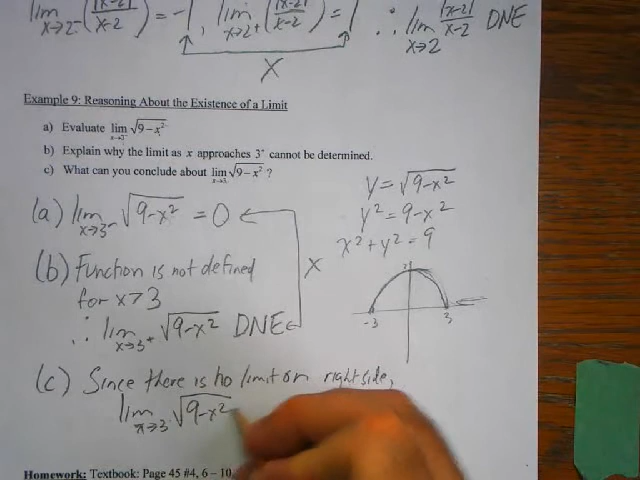 lim x→2⁻ (|x-2|/x-2) = -1, lim x→2⁺ (|x-2|/x-2) = 1 ∴ lim x→2 |x-2|/x-2 DNE
X
Example 9: Reasoning About the Existence of a Limit
a) Evaluate lim x→3⁻ √9-x²
b) Explain why the limit as x approaches 3⁺ cannot be determined.
c) What can you conclude about lim x→3 √9-x² ?
y = √9-x²
y² = 9-x²
x² + y² = 9
(a) lim x→3⁻ √9-x² = 0
(b) Function is not defined
for x>3
X
∴ lim x→3⁺ √9-x² DNE
-3 3
(c) Since there is no limit on right side,
lim x→3 √9-x²
Homework: Textbook: Page 45 #4, 6 – 10